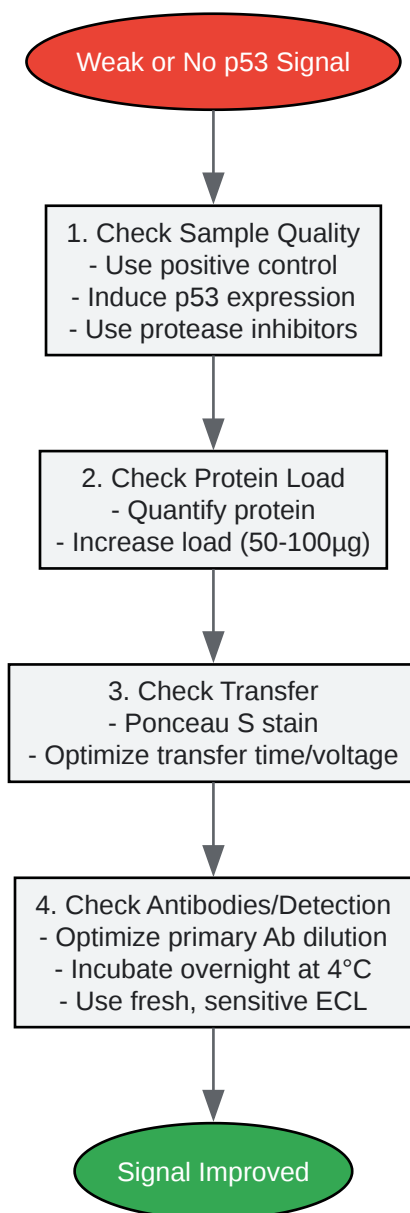 Weak or No p53 Signal
1. Check Sample Quality
- Use positive control
- Induce p53 expression
- Use protease inhibitors
2. Check Protein Load
- Quantify protein
- Increase load (50-100µg)
3. Check Transfer
- Ponceau S stain
- Optimize transfer time/voltage
4. Check Antibodies/Detection
- Optimize primary Ab dilution
- Incubate overnight at 4°C
- Use fresh, sensitive ECL
Signal Improved